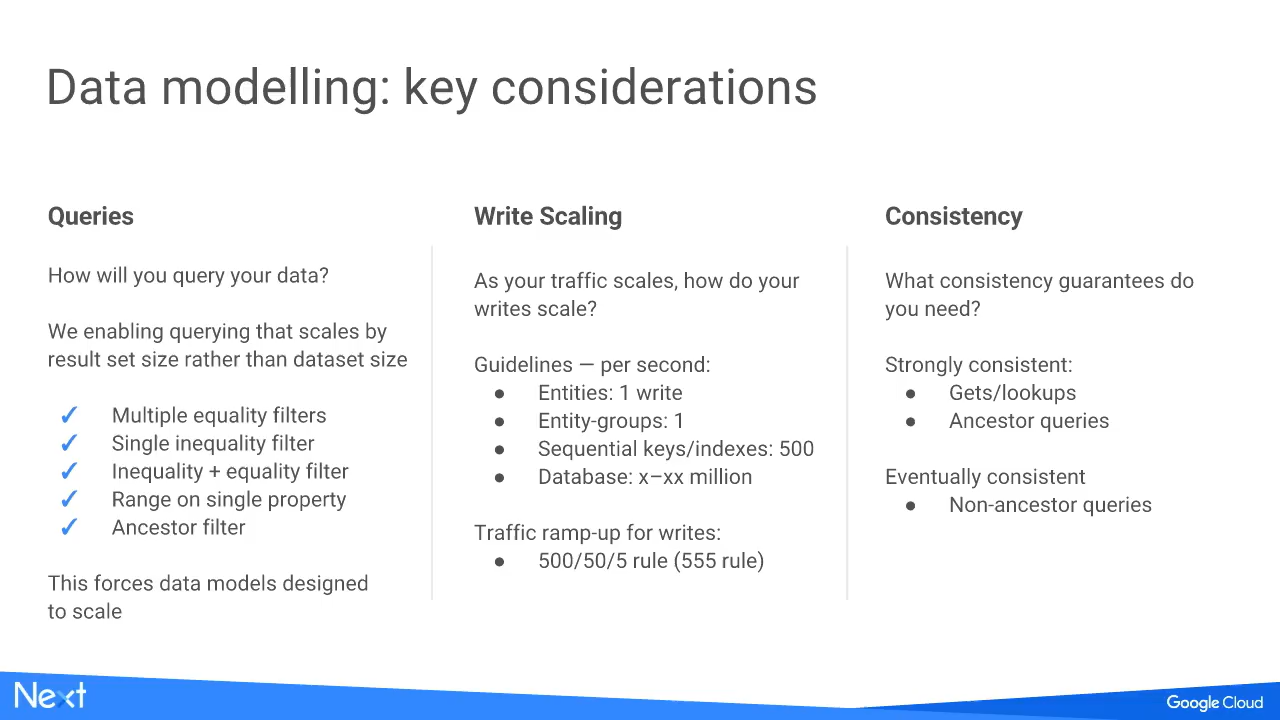 Data modelling: key considerations
Queries
How will you query your data?
We enabling querying that scales by
result set size rather than dataset size
✓ Multiple equality filters
✓ Single inequality filter
✓ Inequality + equality filter
✓ Range on single property
✓ Ancestor filter
This forces data models designed
to scale
Write Scaling
As your traffic scales, how do your
writes scale?
Guidelines — per second:
● Entities: 1 write
● Entity-groups: 1
● Sequential keys/indexes: 500
● Database: x–xx million
Traffic ramp-up for writes:
● 500/50/5 rule (555 rule)
Consistency
What consistency guarantees do
you need?
Strongly consistent:
● Gets/lookups
● Ancestor queries
Eventually consistent
● Non-ancestor queries
Next
Google Cloud